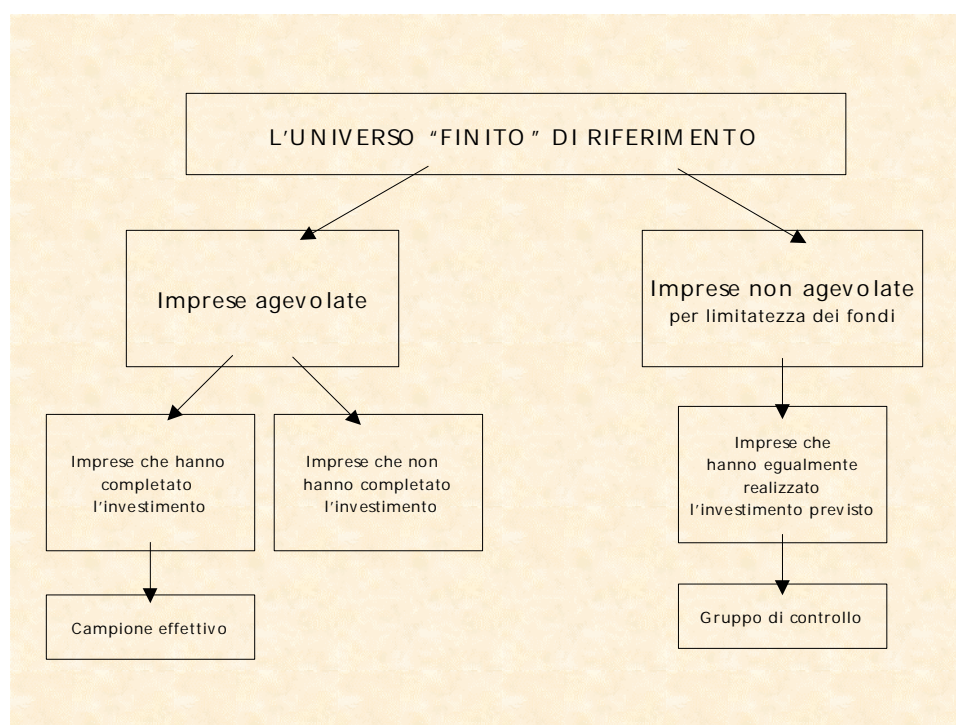 L'UNIVERSO “FINITO” DI RIFERIMENTO
Imprese agevolate
Imprese non agevolate
per limitatezza dei fondi
Imprese che hanno
completato
l'investimento
Imprese che non
hanno completato
l'investimento
Imprese che
hanno egualmente
realizzato
l'investimento previsto
Campione effettivo
Gruppo di controllo